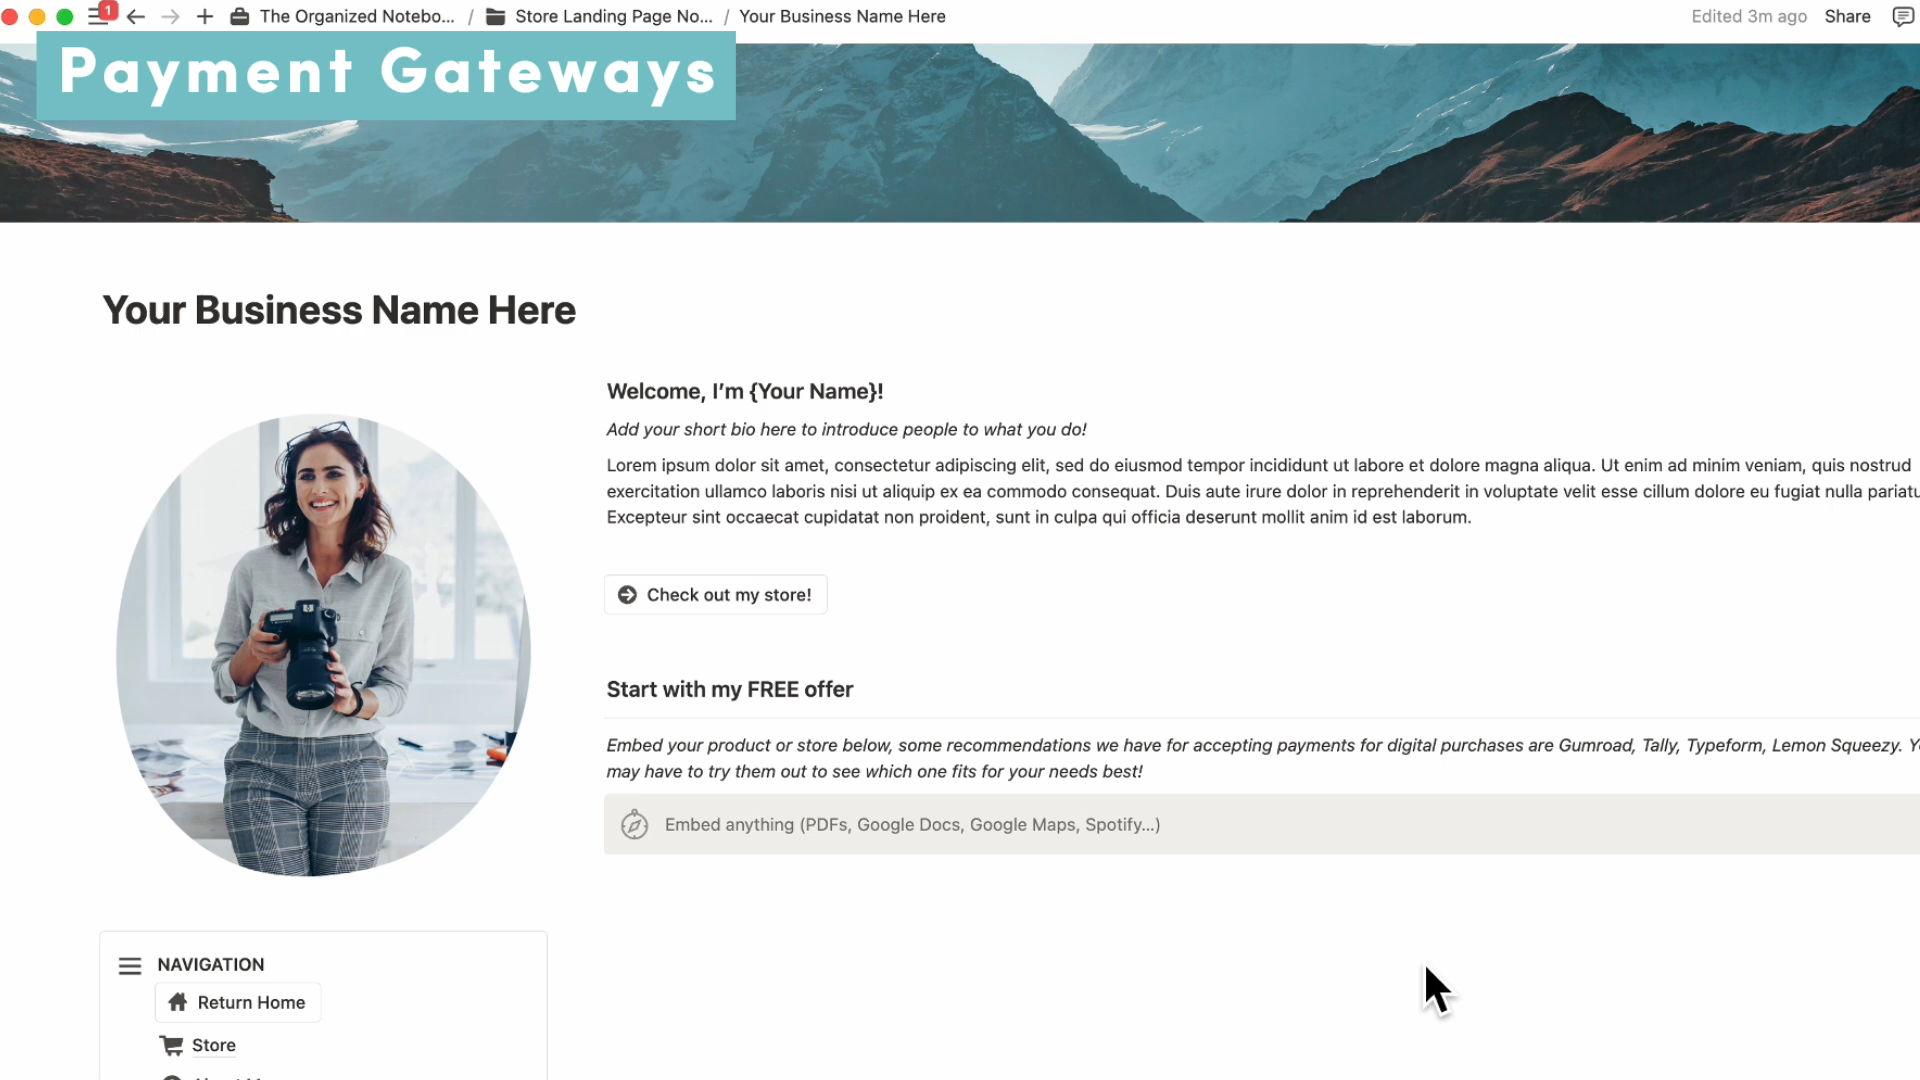 1
The Organized Notebo... / Store Landing Page No... / Your Business Name Here
Edited 3m ago Share
Payment Gateways
Your Business Name Here
Welcome, I'm {Your Name}!
Add your short bio here to introduce people to what you do!
Lorem ipsum dolor sit amet, consectetur adipiscing elit, sed do eiusmod tempor incididunt ut labore et dolore magna aliqua. Ut enim ad minim veniam, quis nostrud
exercitation ullamco laboris nisi ut aliquip ex ea commodo consequat. Duis aute irure dolor in reprehenderit in voluptate velit esse cillum dolore eu fugiat nulla
Excepteur sint occaecat cupidatat non proident, sunt in culpa qui officia deserunt mollit anim id est laborum.
Check out my store!
Start with my FREE offer
Embed your product or store below, some recommendations we have for accepting payments for digital purchases are Gumroad, Tally, Typeform, Lemon Squeezy.
may have to try them out to see which one fits for your needs best!
Embed anything (PDFs, Google Docs, Google Maps, Spotify...)
NAVIGATION
Return Home
Store